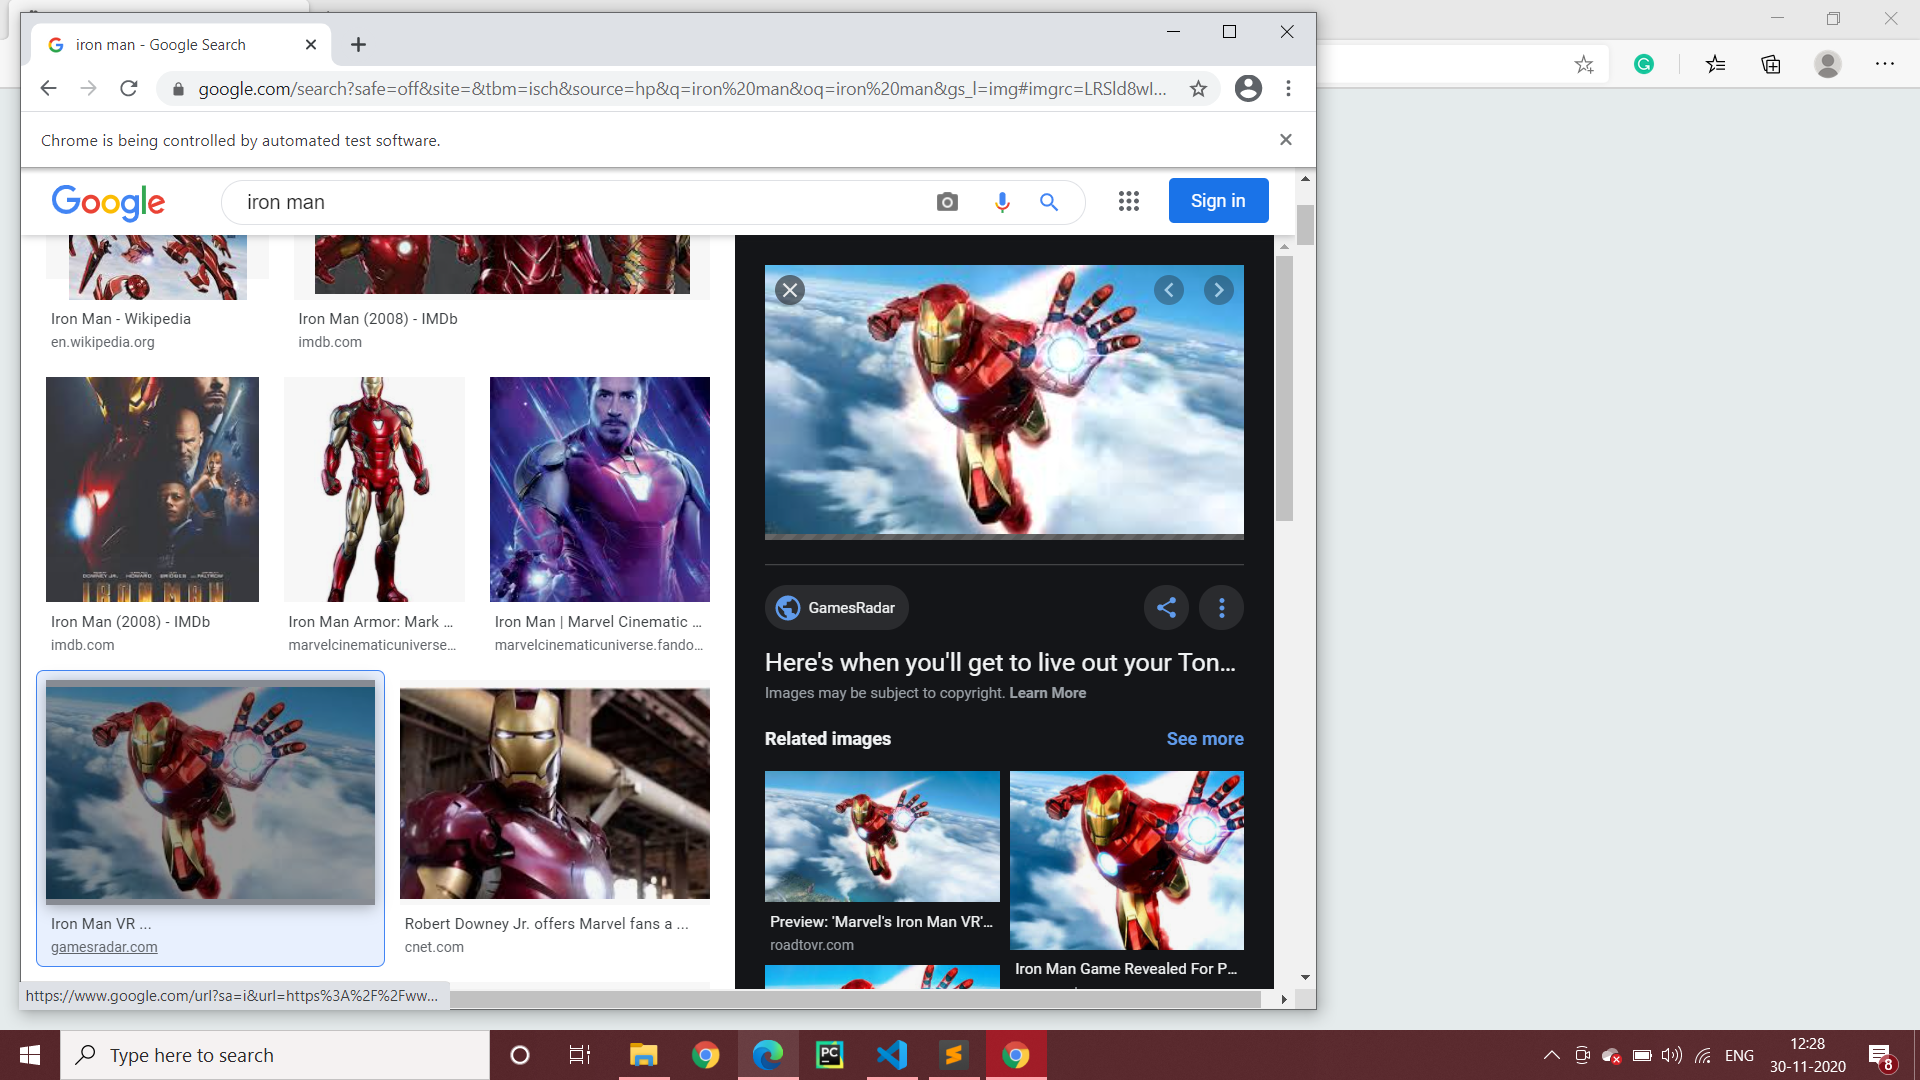 iron man - Google Search
google.com/search?safe=off&site=&tbm=isch&source=hp&q=iron%20man&oq=iron%20man&gs_l=img#imgrc=LRSld8wI...
Chrome is being controlled by automated test software.
Google
iron man
Sign in
Iron Man - Wikipedia
en.wikipedia.org
Iron Man (2008) - IMDb
imdb.com
IRON MAN
Iron Man (2008) - IMDb
imdb.com
Iron Man Armor: Mark ...
marvelcinematicuniverse...
Iron Man | Marvel Cinematic ...
marvelcinematicuniverse.fando...
Iron Man VR ...
gamesradar.com
Robert Downey Jr. offers Marvel fans a ...
cnet.com
GamesRadar
Here's when you'll get to live out your Ton...
Images may be subject to copyright. Learn More
Related images
See more
Preview: 'Marvel's Iron Man VR'...
roadtovr.com
Iron Man Game Revealed For P...
https://www.google.com/url?sa=i&url=https%3A%2F%2Fww...
Type here to search
PC
ENG
12:28
30-11-2020
8